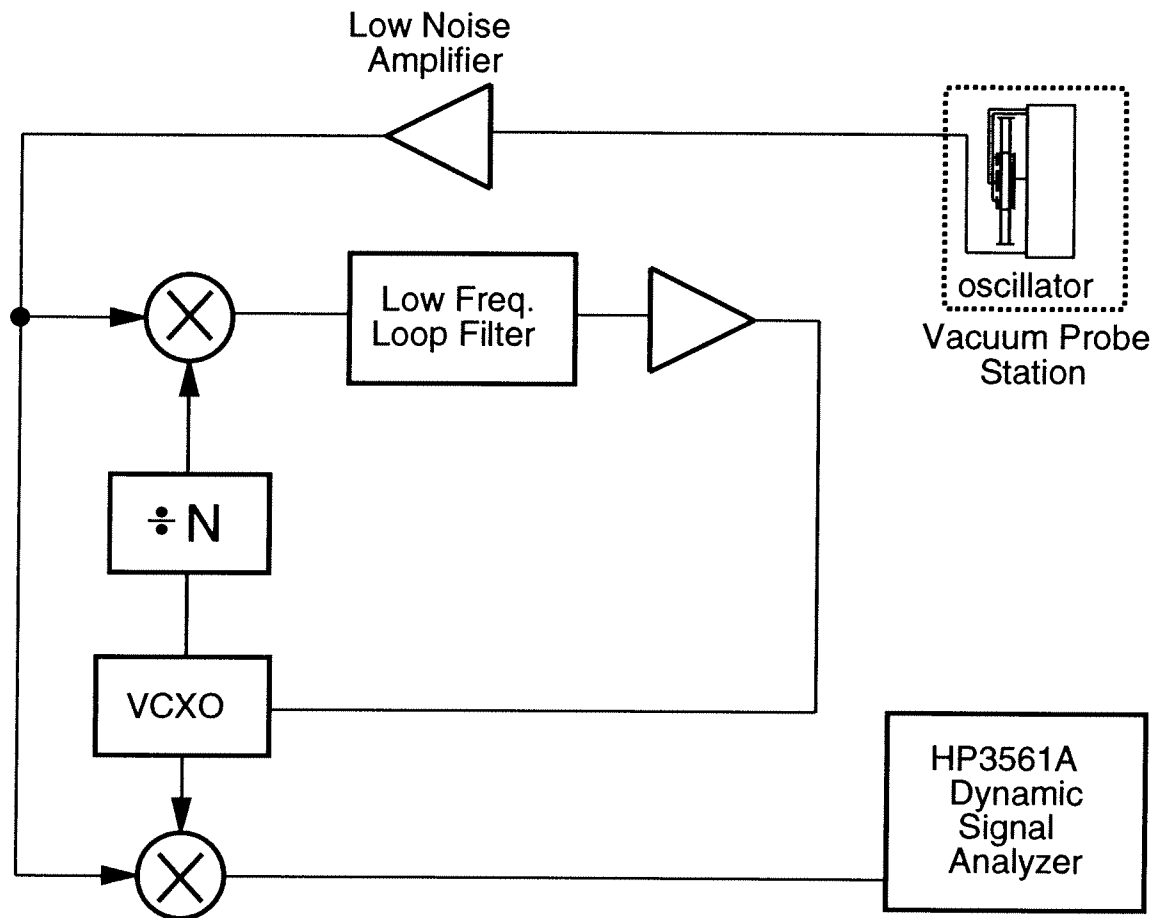 Low Noise
Amplifier
oscillator
Vacuum Probe
Station
Low Freq.
Loop Filter
÷ N
VCXO
HP3561A
Dynamic
Signal
Analyzer